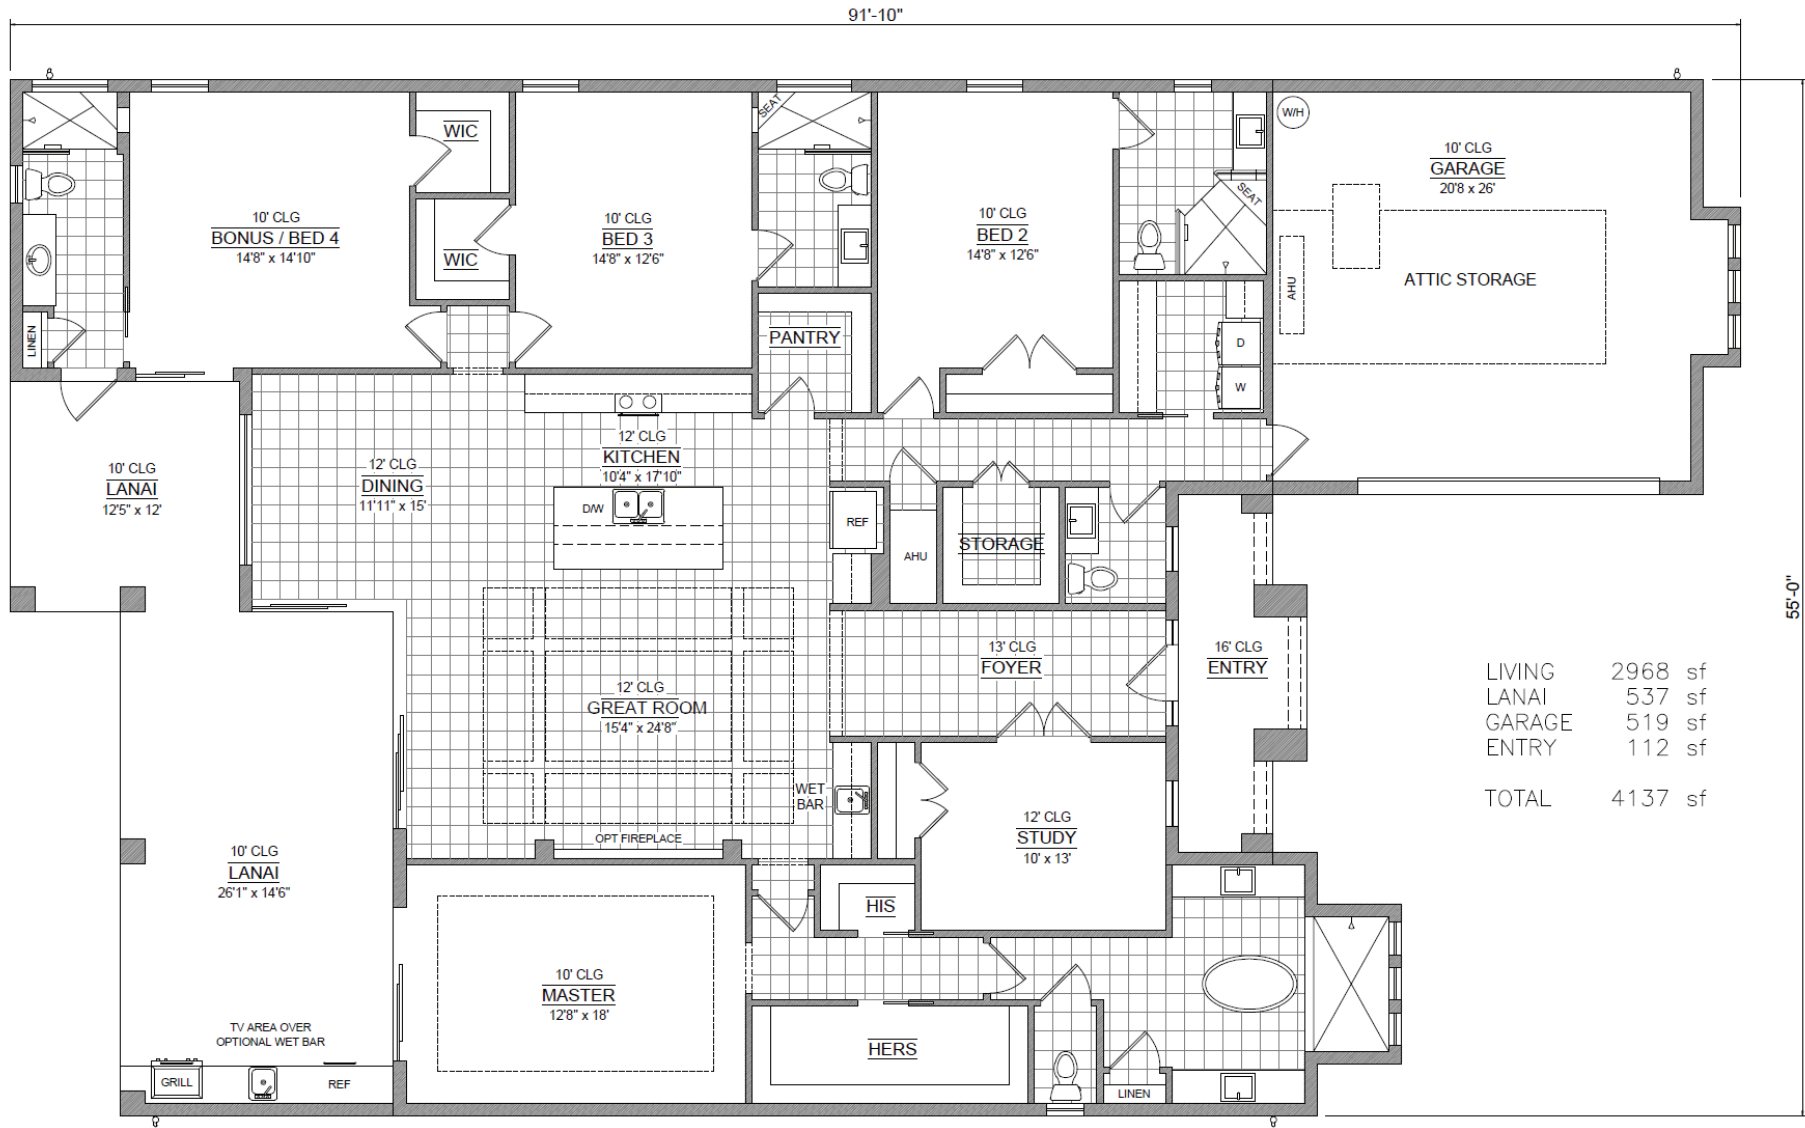 91'-10"
SEAT
WIC
W/H
10' CLG
GARAGE
20'8 x 26'
10' CLG
BONUS / BED 4
14'8" x 14'10"
WIC
10' CLG
BED 3
14'8" x 12'6"
10' CLG
BED 2
14'8" x 12'6"
SEAT
AHU
ATTIC STORAGE
LINEN
PANTRY
D
W
10' CLG
LANAI
12'5" x 12'
12' CLG
DINING
11'11" x 15'
12' CLG
KITCHEN
10'4" x 17'10"
D/W
REF
AHU
STORAGE
55'-0"
12' CLG
GREAT ROOM
15'4" x 24'8"
13' CLG
FOYER
16' CLG
ENTRY
LIVING 2968 sf
LANAI 537 sf
GARAGE 519 sf
ENTRY 112 sf
TOTAL 4137 sf
WET
BAR
OPT FIREPLACE
12' CLG
STUDY
10' x 13'
10' CLG
LANAI
26'1" x 14'6"
HIS
10' CLG
MASTER
12'8" x 18'
TV AREA OVER
OPTIONAL WET BAR
HERS
GRILL
REF
LINEN